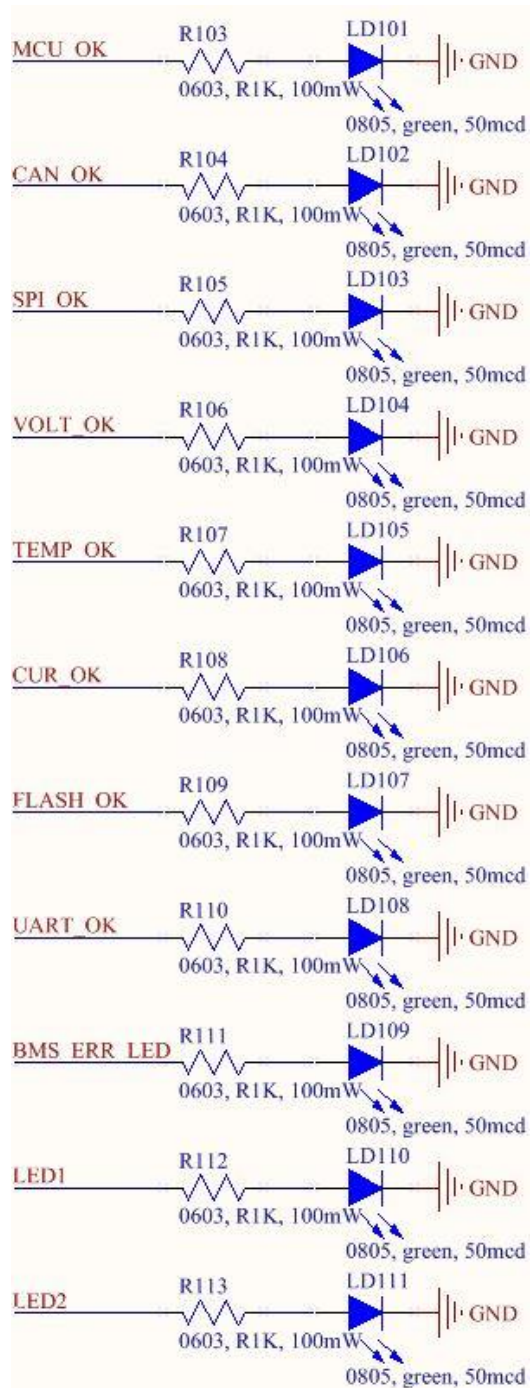 MCU_OK R103 LD101 GND
0603, R1K, 100mW
0805, green, 50mcd
CAN_OK R104 LD102 GND
0603, R1K, 100mW
0805, green, 50mcd
SPI_OK R105 LD103 GND
0603, R1K, 100mW
0805, green, 50mcd
VOLT_OK R106 LD104 GND
0603, R1K, 100mW
0805, green, 50mcd
TEMP_OK R107 LD105 GND
0603, R1K, 100mW
0805, green, 50mcd
CUR_OK R108 LD106 GND
0603, R1K, 100mW
0805, green, 50mcd
FLASH_OK R109 LD107 GND
0603, R1K, 100mW
0805, green, 50mcd
UART_OK R110 LD108 GND
0603, R1K, 100mW
0805, green, 50mcd
BMS_ERR_LED R111 LD109 GND
0603, R1K, 100mW
0805, green, 50mcd
LED1 R112 LD110 GND
0603, R1K, 100mW
0805, green, 50mcd
LED2 R113 LD111 GND
0603, R1K, 100mW
0805, green, 50mcd